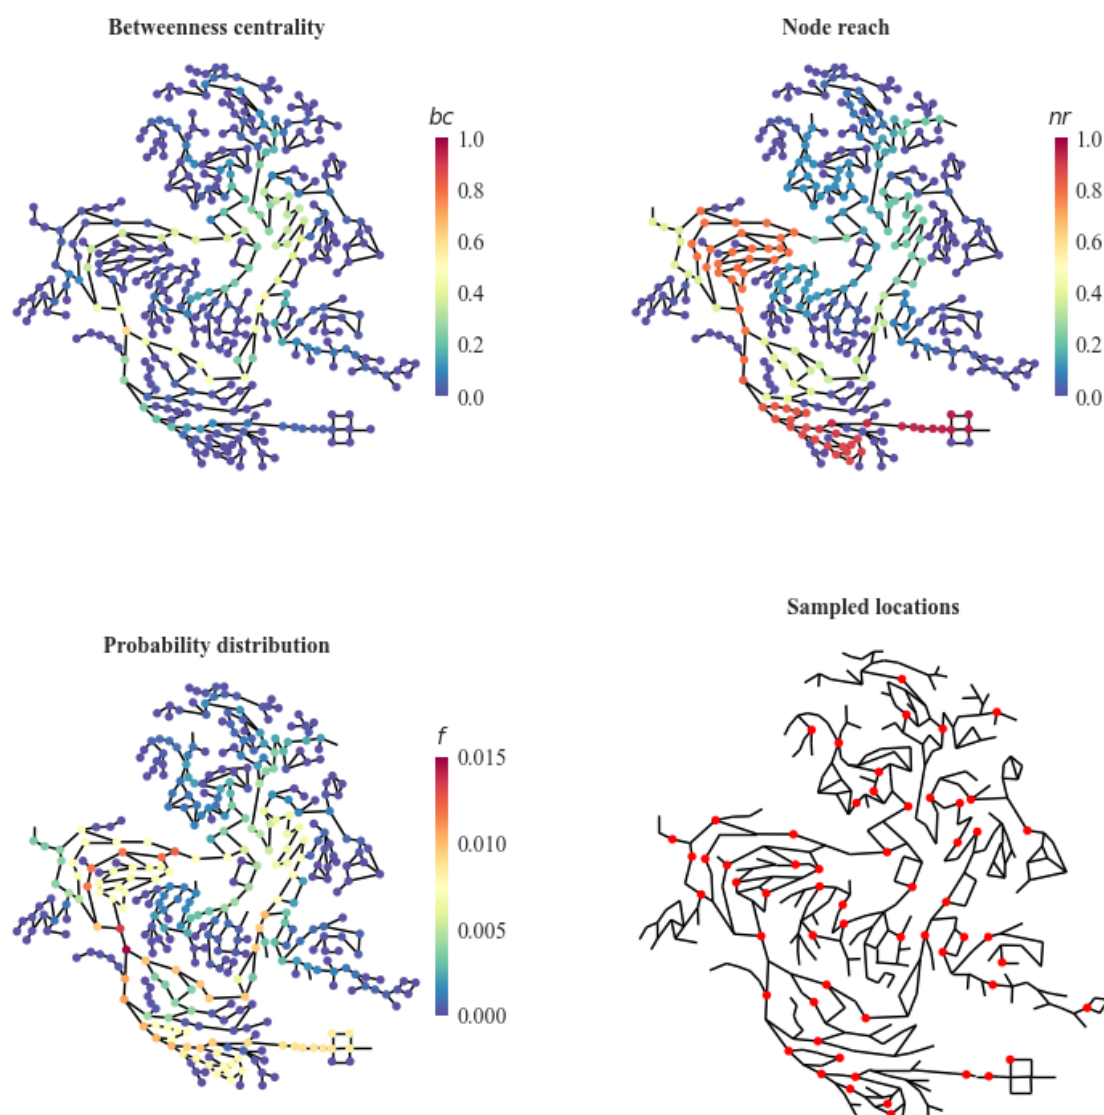 Betweenness centrality
bc
1.0
0.8
0.6
0.4
0.2
0.0
Node reach
nr
1.0
0.8
0.6
0.4
0.2
0.0
Probability distribution
f
0.015
0.010
0.005
0.000
Sampled locations